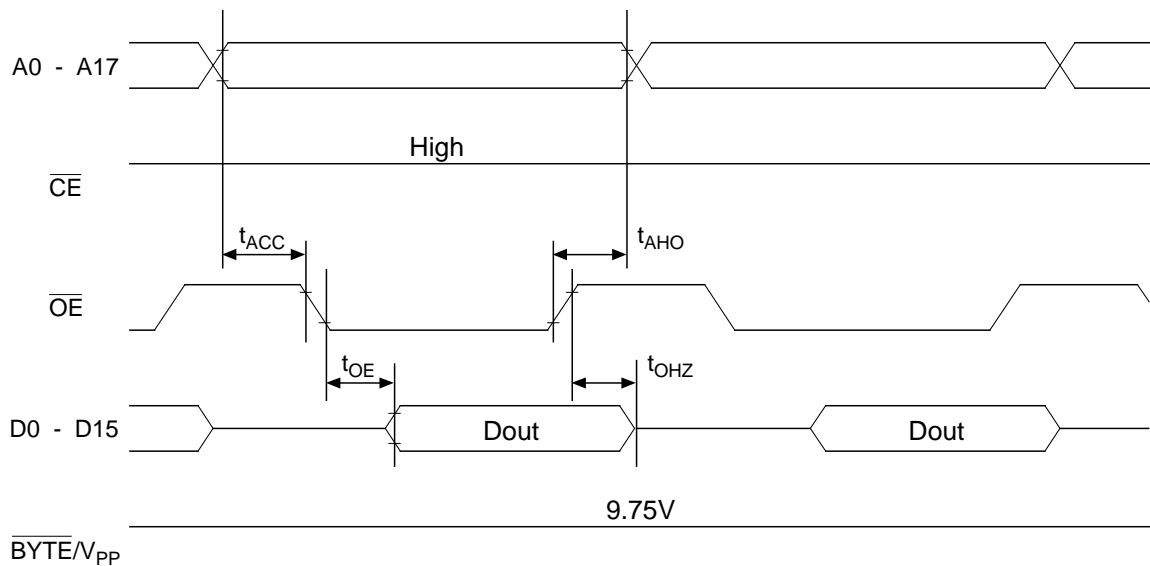 A0 - A17
High
CE
tACC
tAHO
OE
tOE
tOHZ
D0 - D15
Dout
Dout
9.75V
BYTE/VPP